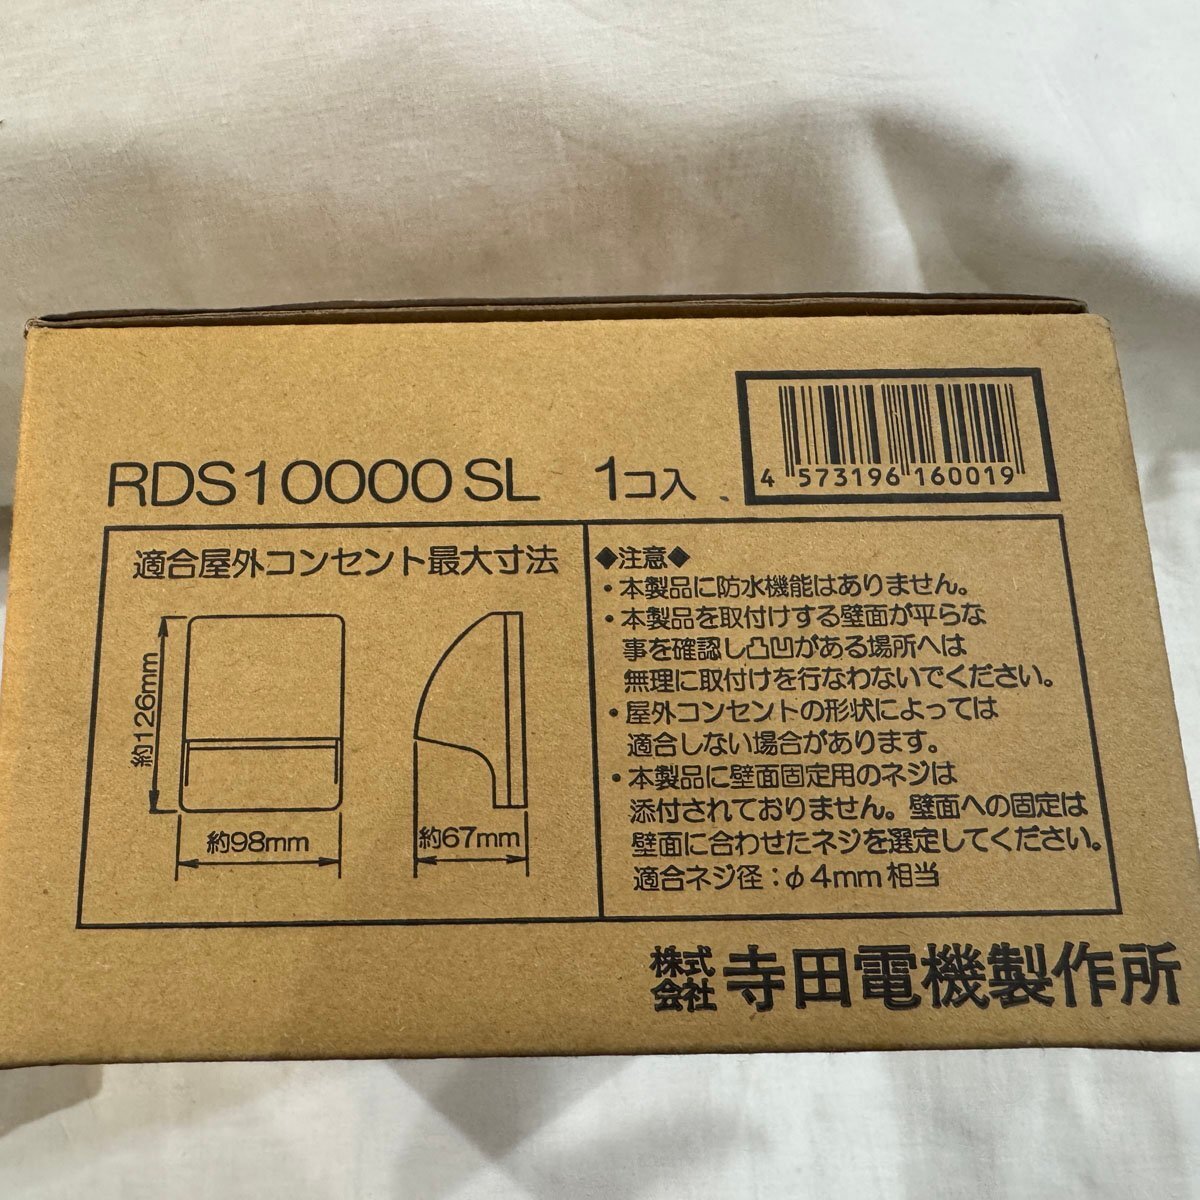 RDS10000SL 1コ入
4 573196 160019
適合屋外コンセント最大寸法
約126mm
約98mm
約67mm
◆注意◆
・本製品に防水機能はありません。
・本製品を取付けする壁面が平らな
事を確認し凸凹がある場所へは
無理に取付けを行なわないでください。
・屋外コンセントの形状によっては
適合しない場合があります。
・本製品に壁面固定用のネジは
添付されておりません。壁面への固定は
壁面に合わせたネジを選定してください。
適合ネジ径：φ4mm相当
株式会社 寺田電機製作所